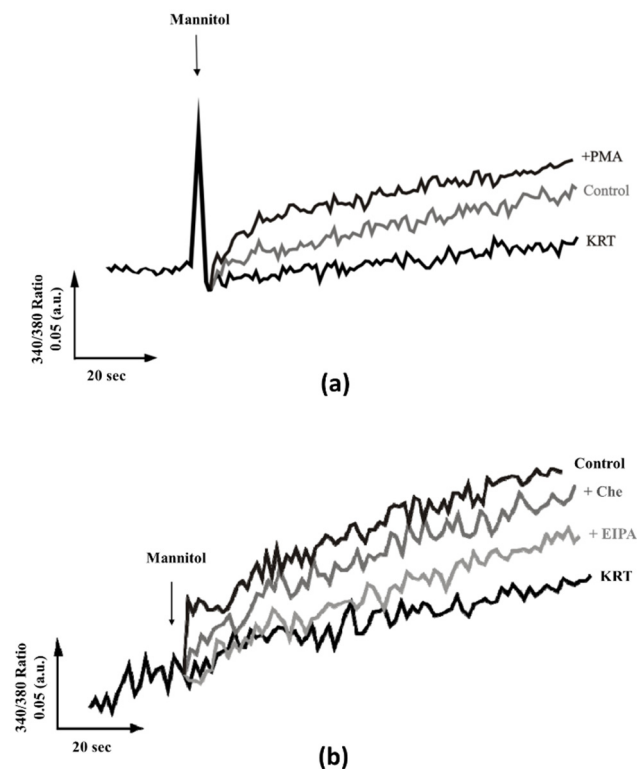 Mannitol
+PMA
Control
KRT
340/380 Ratio
0.05 (a.u.)
20 sec
(a)
Control
+ Che
+ EIPA
Mannitol
KRT
340/380 Ratio
0.05 (a.u.)
20 sec
(b)